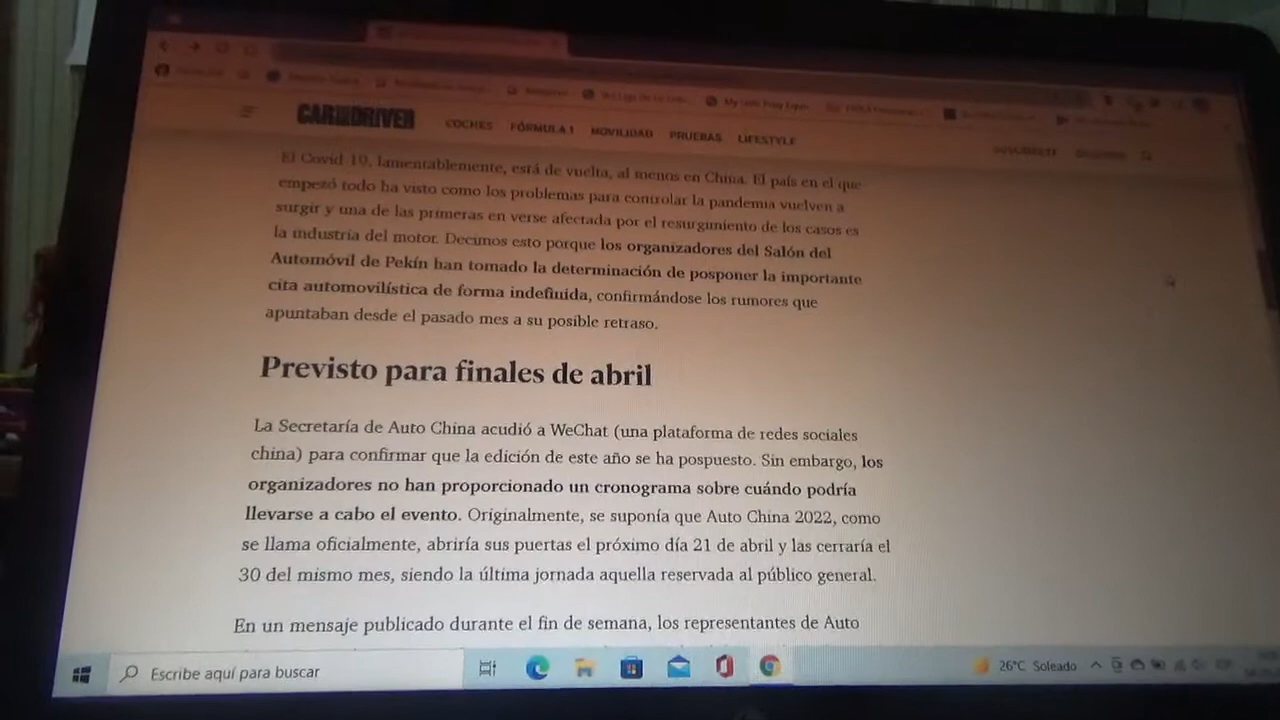 CAR AND DRIVER COCHES FÓRMULA 1 MOVILIDAD PRUEBAS LIFESTYLE
El Covid 19, lamentablemente, está de vuelta, al menos en China. El país en el que
empezó todo ha visto como los problemas para controlar la pandemia vuelven a
surgir y una de las primeras en verse afectada por el resurgimiento de los casos es
la industria del motor. Decimos esto porque los organizadores del Salón del
Automóvil de Pekín han tomado la determinación de posponer la importante
cita automovilística de forma indefinida, confirmándose los rumores que
apuntaban desde el pasado mes a su posible retraso.
Previsto para finales de abril
La Secretaría de Auto China acudió a WeChat (una plataforma de redes sociales
china) para confirmar que la edición de este año se ha pospuesto. Sin embargo, los
organizadores no han proporcionado un cronograma sobre cuándo podría
llevarse a cabo el evento. Originalmente, se suponía que Auto China 2022, como
se llama oficialmente, abriría sus puertas el próximo día 21 de abril y las cerraría el
30 del mismo mes, siendo la última jornada aquella reservada al público general.
En un mensaje publicado durante el fin de semana, los representantes de Auto
Escribe aquí para buscar
26°C Soleado